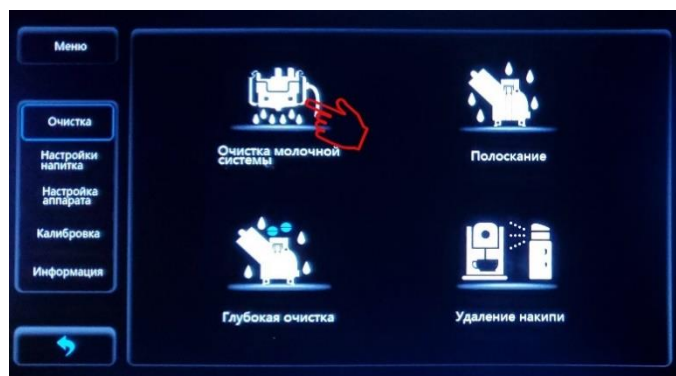 Меню
Очистка
Настройки
напитка
Настройка
аппарата
Калибровка
Информация
Очистка молочной
системы
Полоскание
Глубокая очистка
Удаление накипи